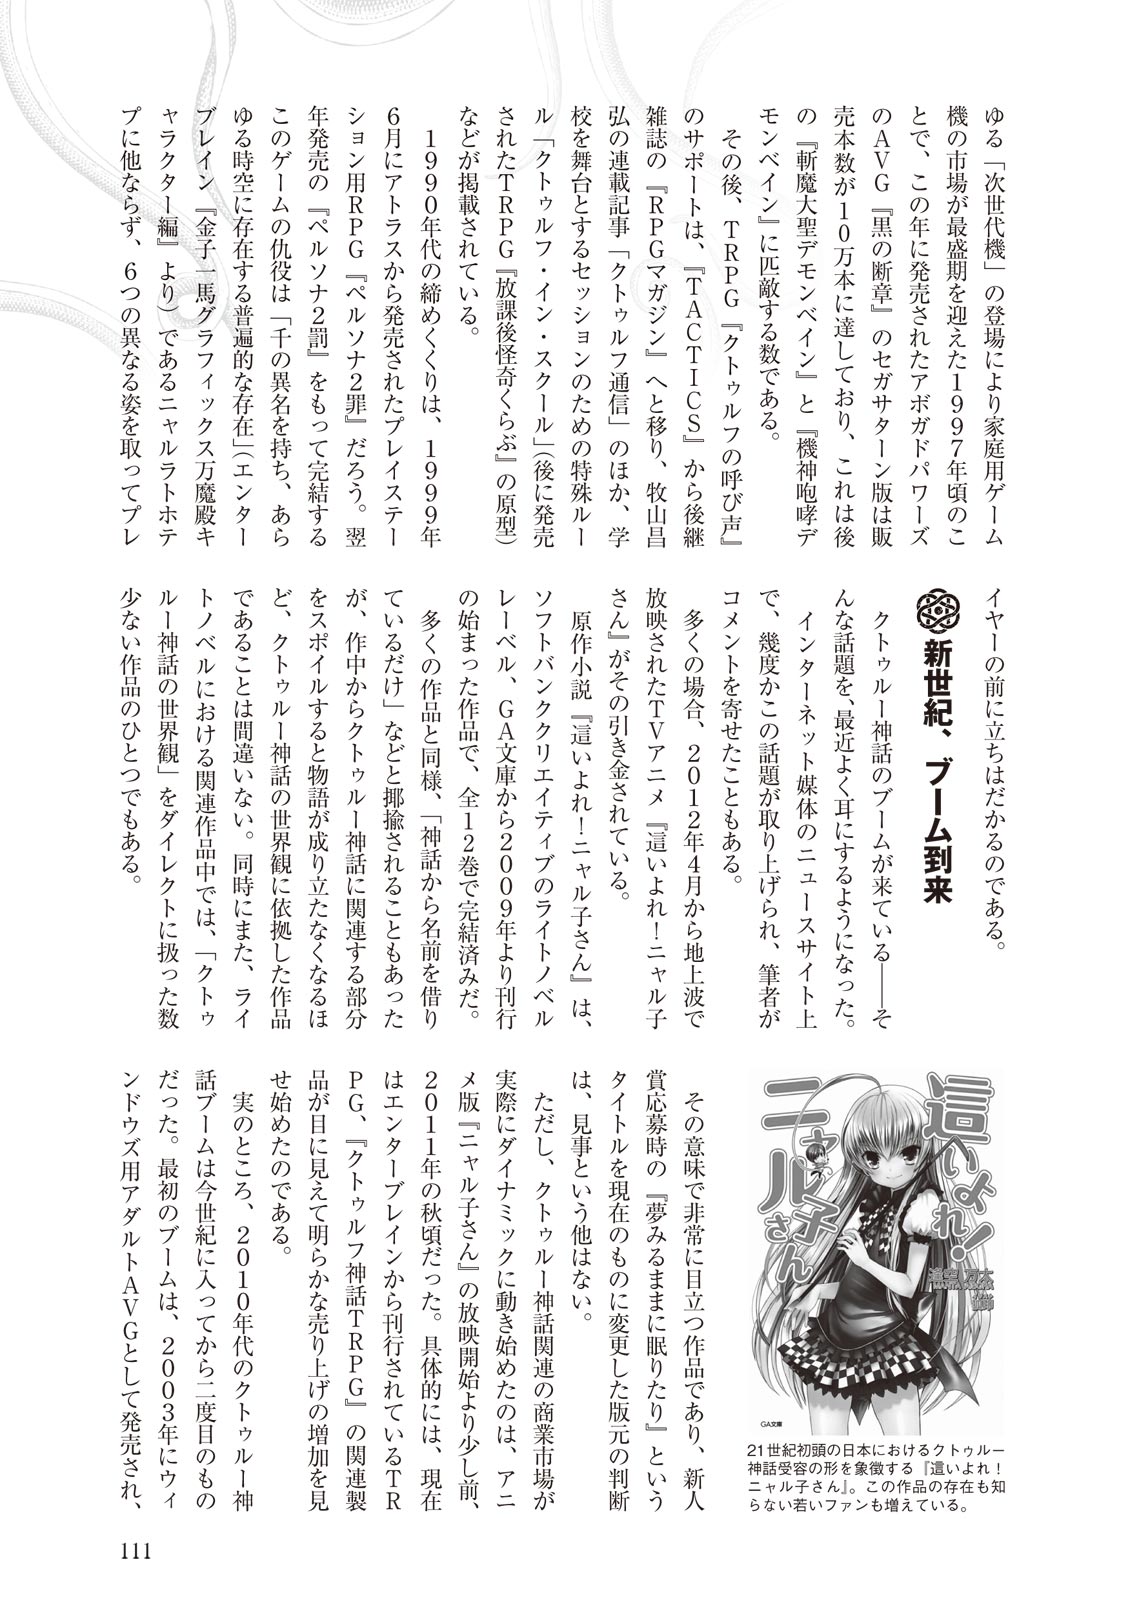 ゆる「次世代機」の登場により家庭用ゲーム
機の市場が最盛期を迎えた1997年頃のこ
とで、この年に発売されたアボガドパワーズ
のAVG『黒の断章』のセガサターン版は販
売本数が10万本に達しており、これは後
の『斬魔大聖デモンベイン』と『機神咆哮デ
モンベイン』に匹敵する数である。
　その後、TRPG『クトゥルフの呼び声』
のサポートは、『TACTICS』から後継
雑誌の『RPGマガジン』へと移り、牧山昌
弘の連載記事「クトゥルフ通信」のほか、学
校を舞台とするセッションのための特殊ルー
ル「クトゥルフ・イン・スクール」（後に発売
されたTRPG『放課後怪奇くらぶ』の原型）
などが掲載されている。
　1990年代の締めくくりは、1999年
6月にアトラスから発売されたプレイステー
ション用RPG『ペルソナ2罪』だろう。翌
年発売の『ペルソナ2罰』をもって完結する
このゲームの仇役は「千の異名を持ち、あら
ゆる時空に存在する普遍的な存在」（エンター
ブレイン『金子一馬グラフィックス万魔殿キ
ャラクター編』より）であるニャルラトホテ
プに他ならず、6つの異なる姿を取ってプレ
イヤーの前に立ちはだかるのである。
新世紀、ブーム到来
　クトゥルー神話のブームが来ている――そ
んな話題を、最近よく耳にするようになった。
　インターネット媒体のニュースサイト上
で、幾度かこの話題が取り上げられ、筆者が
コメントを寄せたこともある。
　多くの場合、2012年4月から地上波で
放映されたTVアニメ『這いよれ！ニャル子
さん』がその引き金されている。
　原作小説『這いよれ！ニャル子さん』は、
ソフトバンククリエイティブのライトノベル
レーベル、GA文庫から2009年より刊行
の始まった作品で、全12巻で完結済みだ。
　多くの作品と同様、「神話から名前を借り
ているだけ」などと揶揄されることもあった
が、作中からクトゥルー神話に関連する部分
をスポイルすると物語が成り立たなくなるほ
ど、クトゥルー神話の世界観に依拠した作品
であることは間違いない。同時にまた、ライ
トノベルにおける関連作品中では、「クトゥ
ルー神話の世界観」をダイレクトに扱った数
少ない作品のひとつでもある。
這いよれ！
ニャル子さん
逢空万太
GA文庫
21世紀初頭の日本におけるクトゥルー
神話受容の形を象徴する『這いよれ！
ニャル子さん』。この作品の存在も知
らない若いファンも増えている。
　その意味で非常に目立つ作品であり、新人
賞応募時の『夢みるままに眠りたり』という
タイトルを現在のものに変更した版元の判断
は、見事という他はない。
　ただし、クトゥルー神話関連の商業市場が
実際にダイナミックに動き始めたのは、アニ
メ版『ニャル子さん』の放映開始より少し前、
2011年の秋頃だった。具体的には、現在
はエンターブレインから刊行されているTR
PG、『クトゥルフ神話TRPG』の関連製
品が目に見えて明らかな売り上げの増加を見
せ始めたのである。
　実のところ、2010年代のクトゥルー神
話ブームは今世紀に入ってから二度目のもの
だった。最初のブームは、2003年にウィ
ンドウズ用アダルトAVGとして発売され、
111